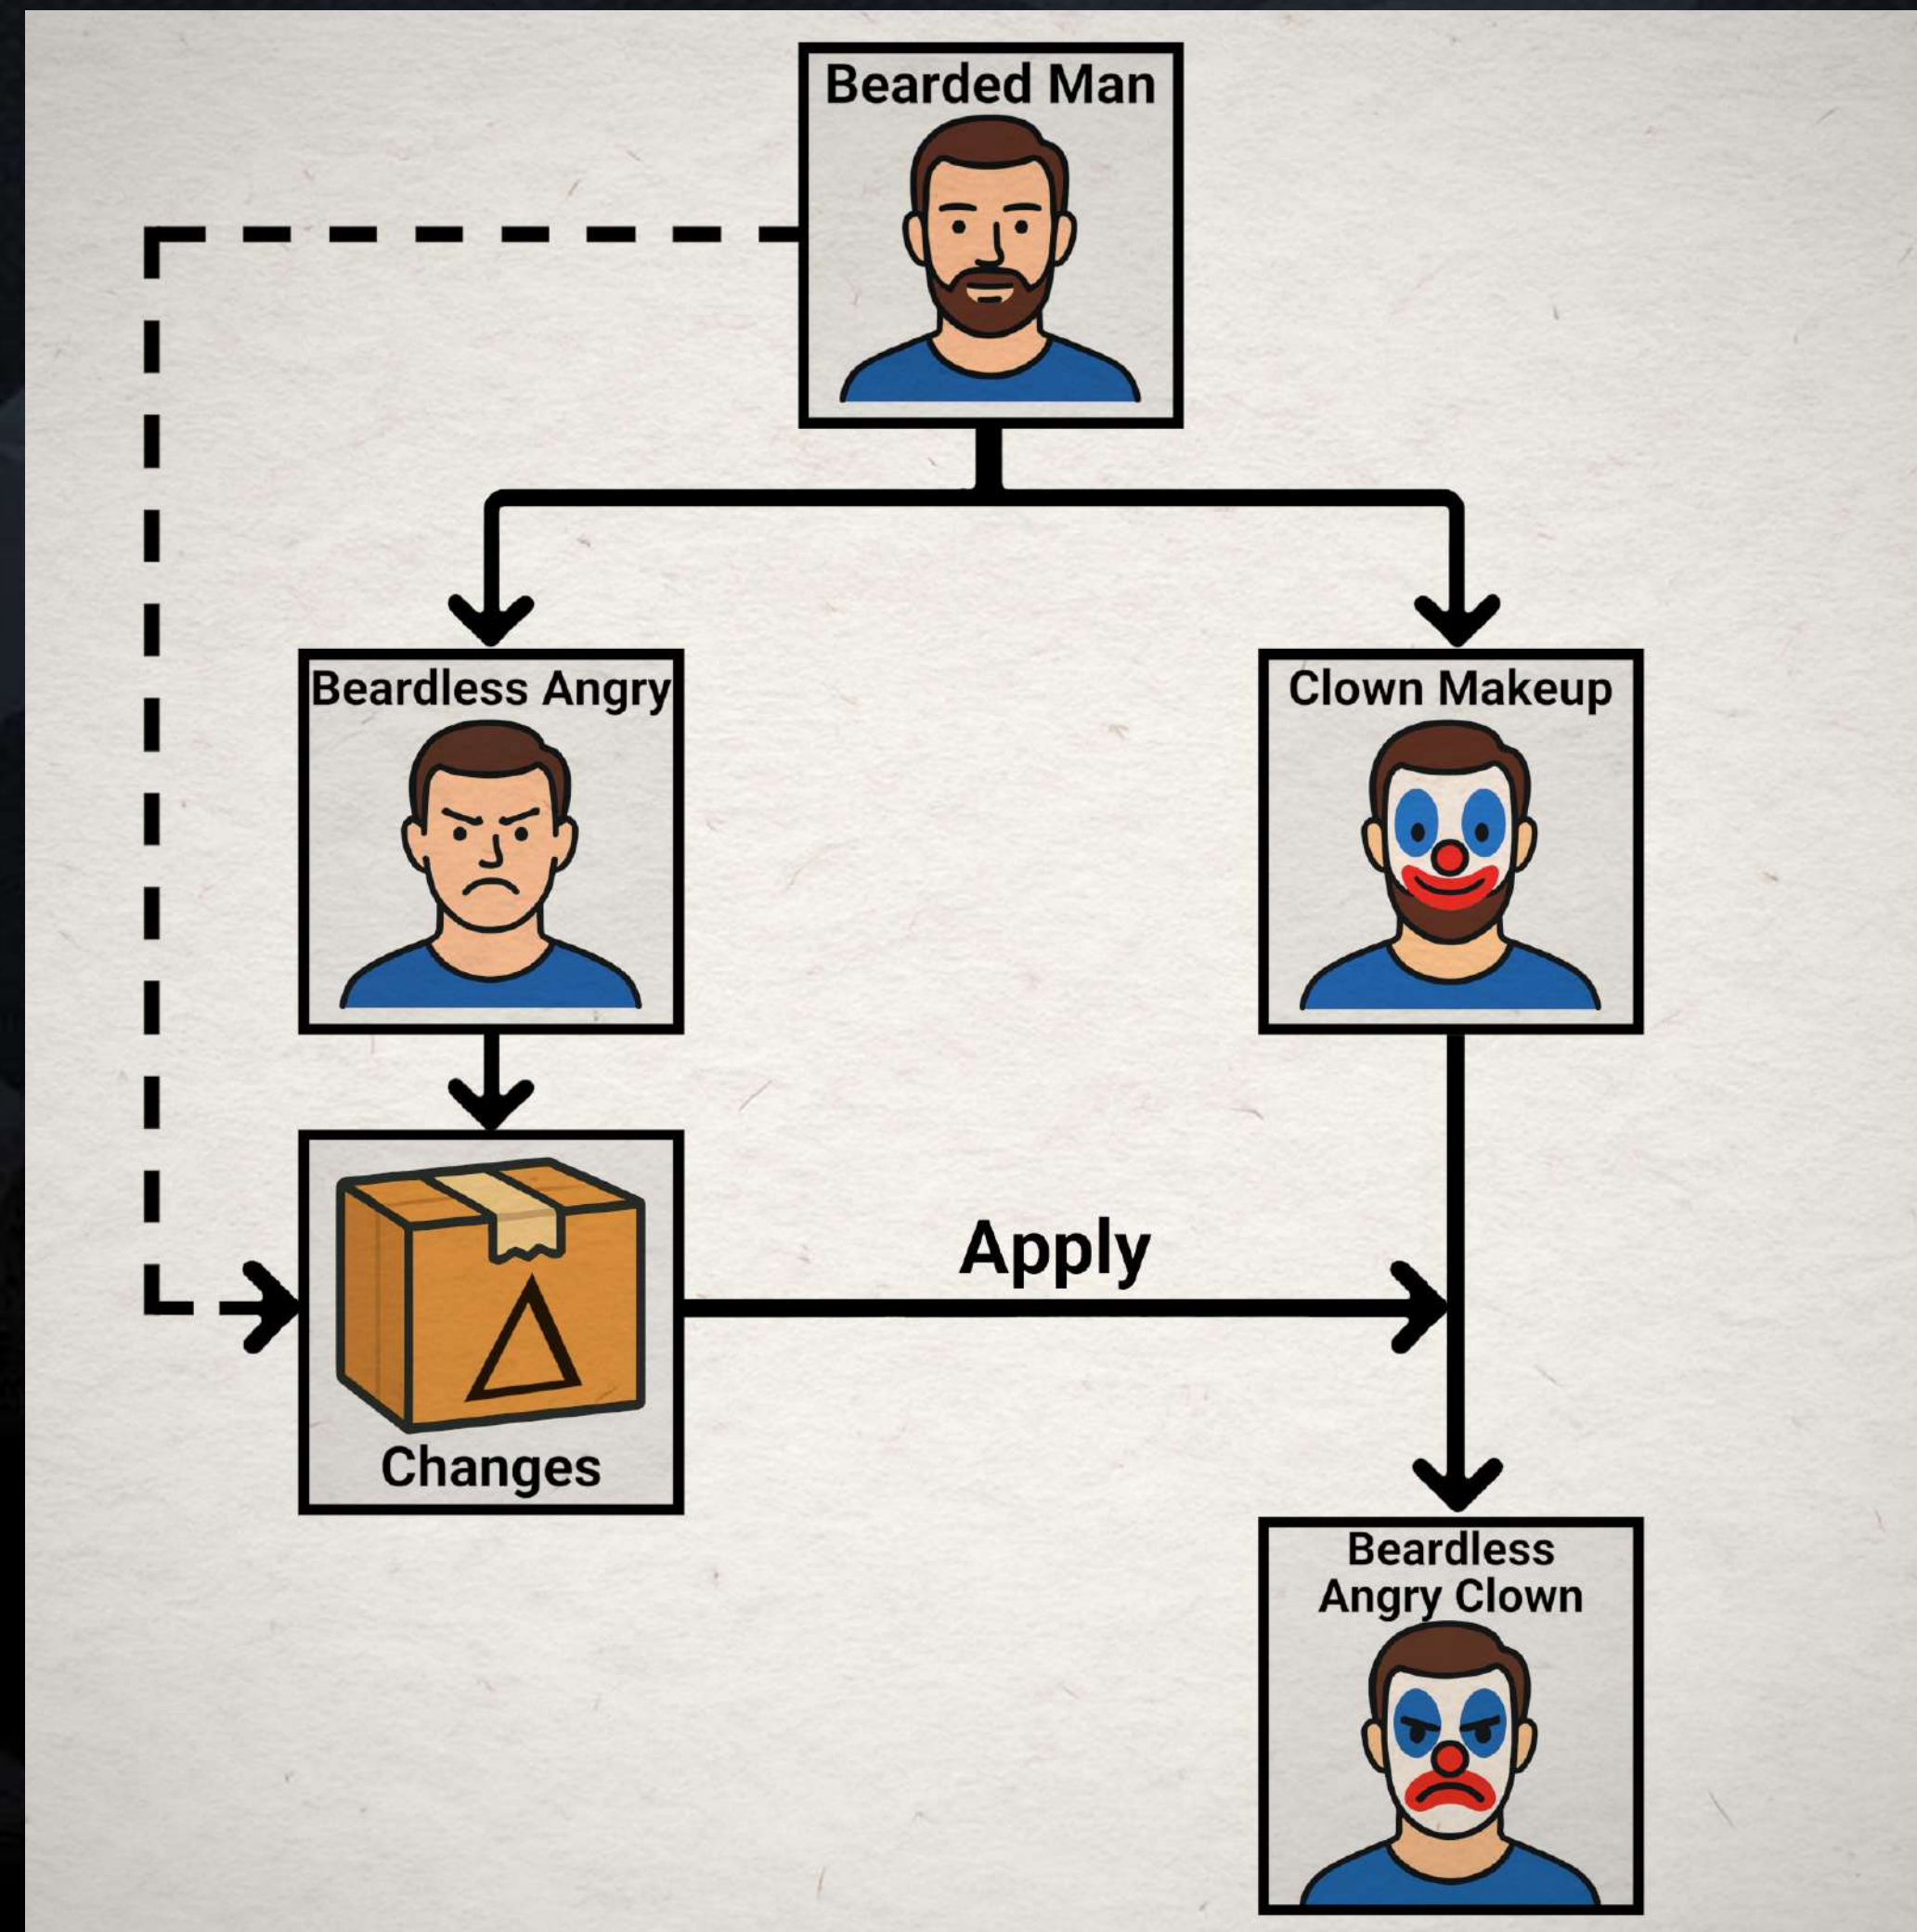 Bearded Man
Beardless Angry
Clown Makeup
Apply
Δ
Changes
Beardless
Angry Clown